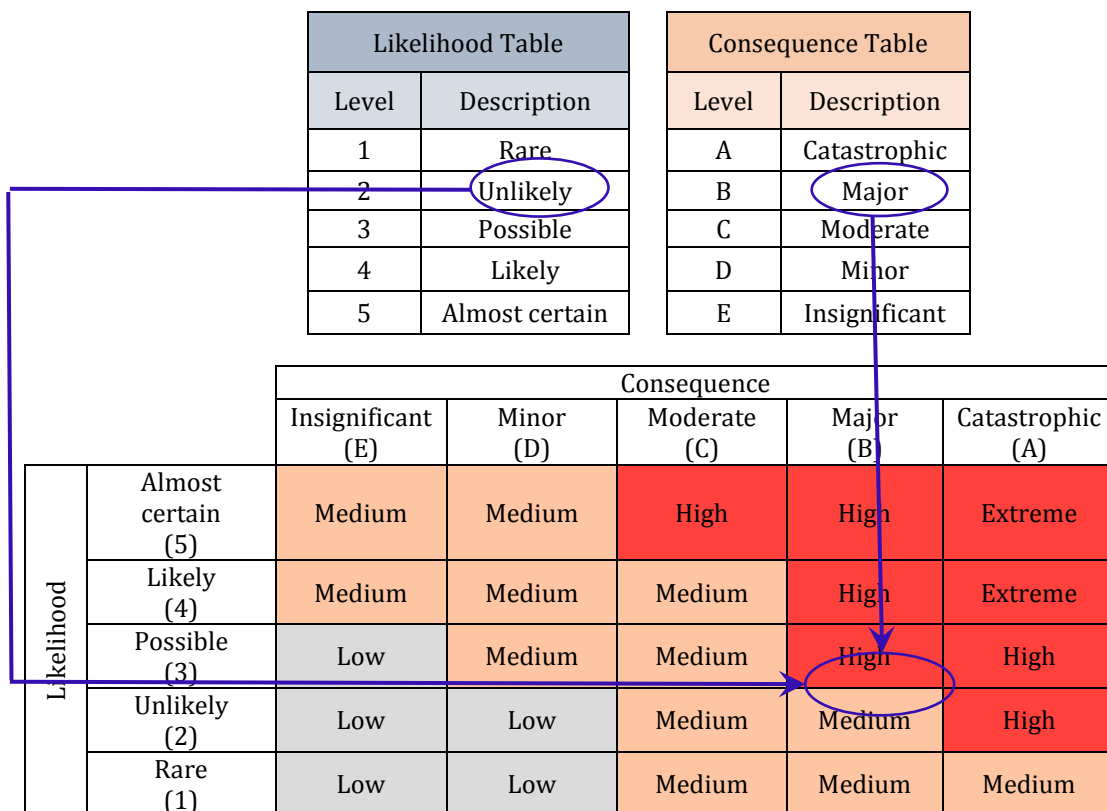 Likelihood Table
Level Description
1 Rare
2 Unlikely
3 Possible
4 Likely
5 Almost certain
Consequence Table
Level Description
A Catastrophic
B Major
C Moderate
D Minor
E Insignificant
Consequence
Insignificant Minor Moderate Major Catastrophic
(E) (D) (C) (B) (A)
Likelihood
Almost
certain Medium Medium High High Extreme
(5)
Likely
(4) Medium Medium Medium High Extreme
Possible
(3) Low Medium Medium High High
Unlikely
(2) Low Low Medium Medium High
Rare
(1) Low Low Medium Medium Medium